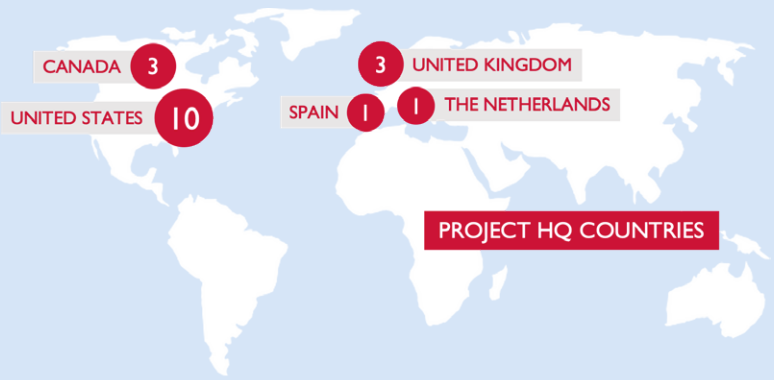 CANADA 3
3 UNITED KINGDOM
UNITED STATES 10
SPAIN 1
1 THE NETHERLANDS
PROJECT HQ COUNTRIES